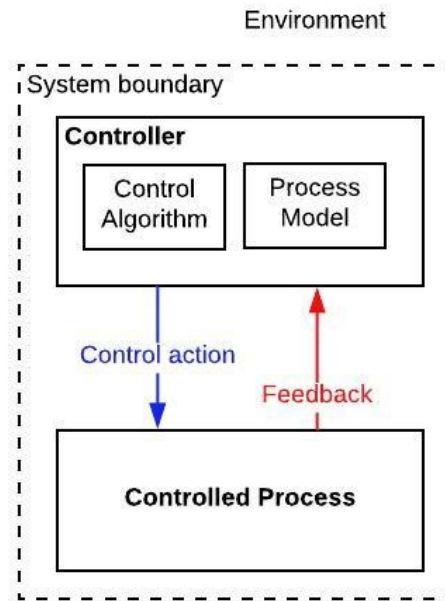 Environment
System boundary
Controller
Control
Algorithm
Process
Model
Control action
Feedback
Controlled Process